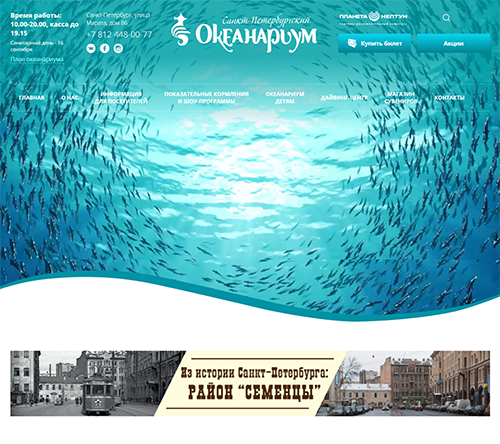 Время работы:
10.00-20.00, касса до
19.15
Санитарный день - 16
сентября
План океанариума
Санкт-Петербург, улица
Марата, дом 86
+7 812 448-00-77
Санкт-Петербургский
Океанариум
ПЛАНЕТА НЕПТУН
Купить билет
Акции
ГЛАВНАЯ
О НАС
ИНФОРМАЦИЯ
ДЛЯ ПОСЕТИТЕЛЕЙ
ПОКАЗАТЕЛЬНЫЕ КОРМЛЕНИЯ
И ШОУ-ПРОГРАММЫ
ОКЕАНАРИУМ
ДЕТЯМ
ДАЙВИНГ-ЦЕНТР
МАГАЗИН
СУВЕНИРОВ
КОНТАКТЫ
Из истории Санкт-Петербурга:
РАЙОН "СЕМЕНЦЫ"